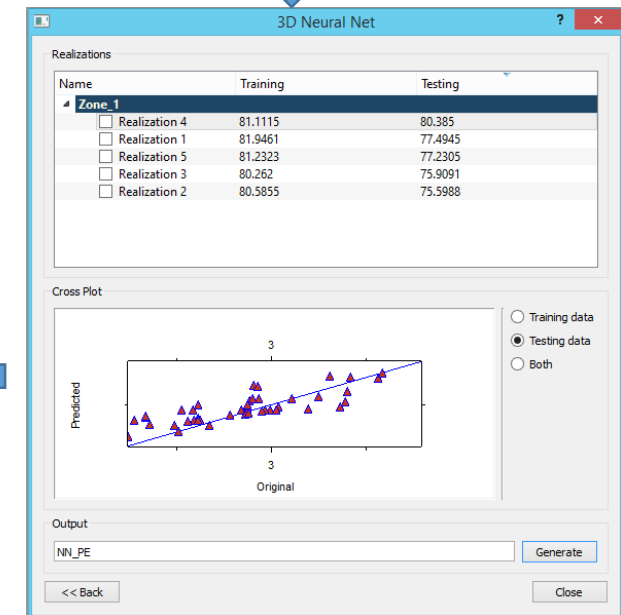 3D Neural Net ?
Realizations
Name Training Testing
Zone_1
Realization 4 81.1115 80.385
Realization 1 81.9461 77.4945
Realization 5 81.2323 77.2305
Realization 3 80.262 75.9091
Realization 2 80.5855 75.5988
Cross Plot
Training data
Testing data
Both
3
Predicted
3
Original
Output
NN_PE Generate
<< Back Close